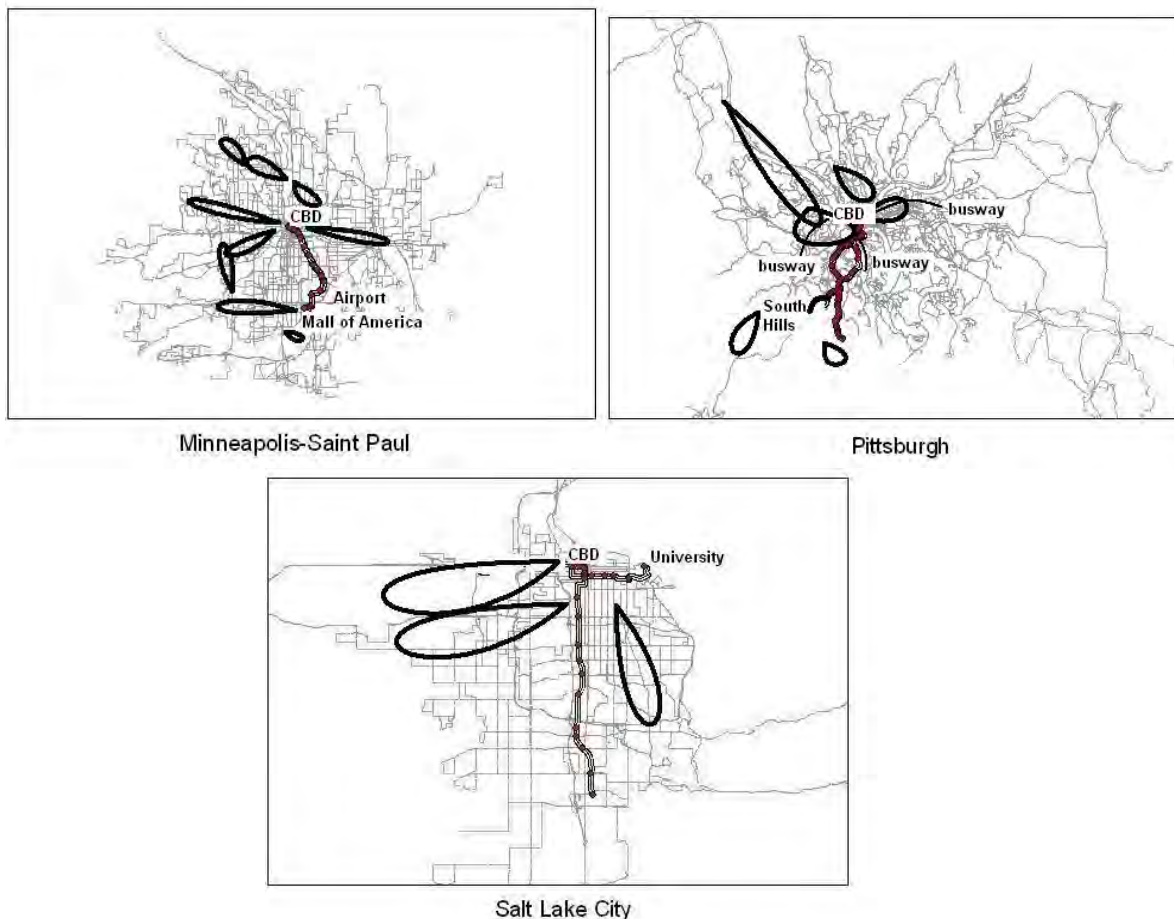 CBD
Airport
Mall of America
Minneapolis-Saint Paul
CBD
busway
busway
busway
South
Hills
Pittsburgh
CBD
University
Salt Lake City